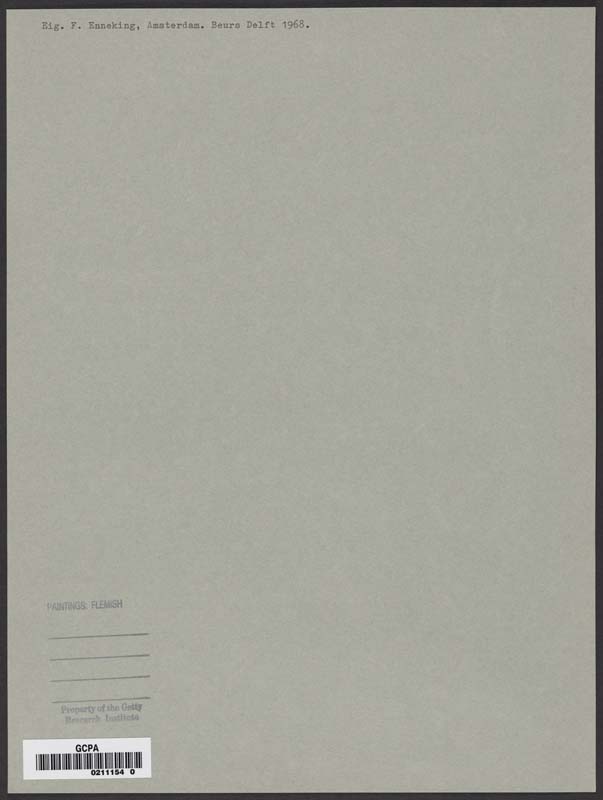 Eig. F. Enneking, Amsterdam. Beurs Delft 1968.
PAINTINGS: FLEMISH
Property of the Getty
Research Institute
GCPA
0211154 0